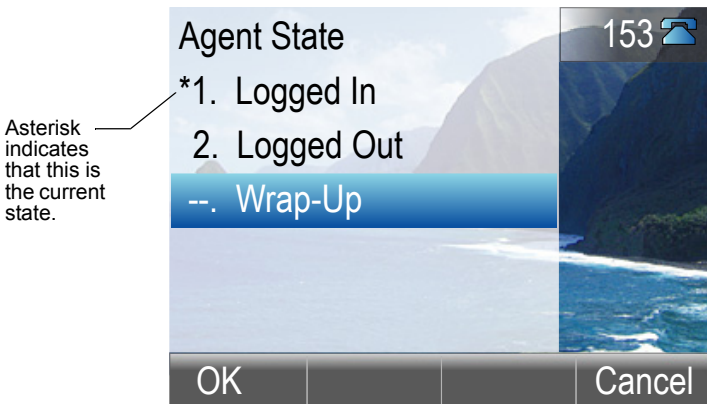 Agent State
153
*1. Logged In
2. Logged Out
--. Wrap-Up
OK
Cancel
Asterisk
indicates
that this is
the current
state.